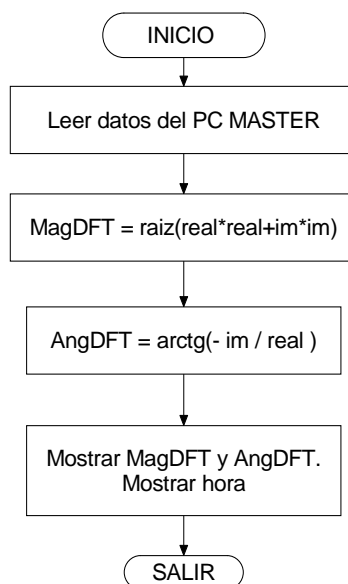 INICIO
Leer datos del PC MASTER
MagDFT = raiz(real*real+im*im)
AngDFT = arctg(- im / real )
Mostrar MagDFT y AngDFT.
Mostrar hora
SALIR